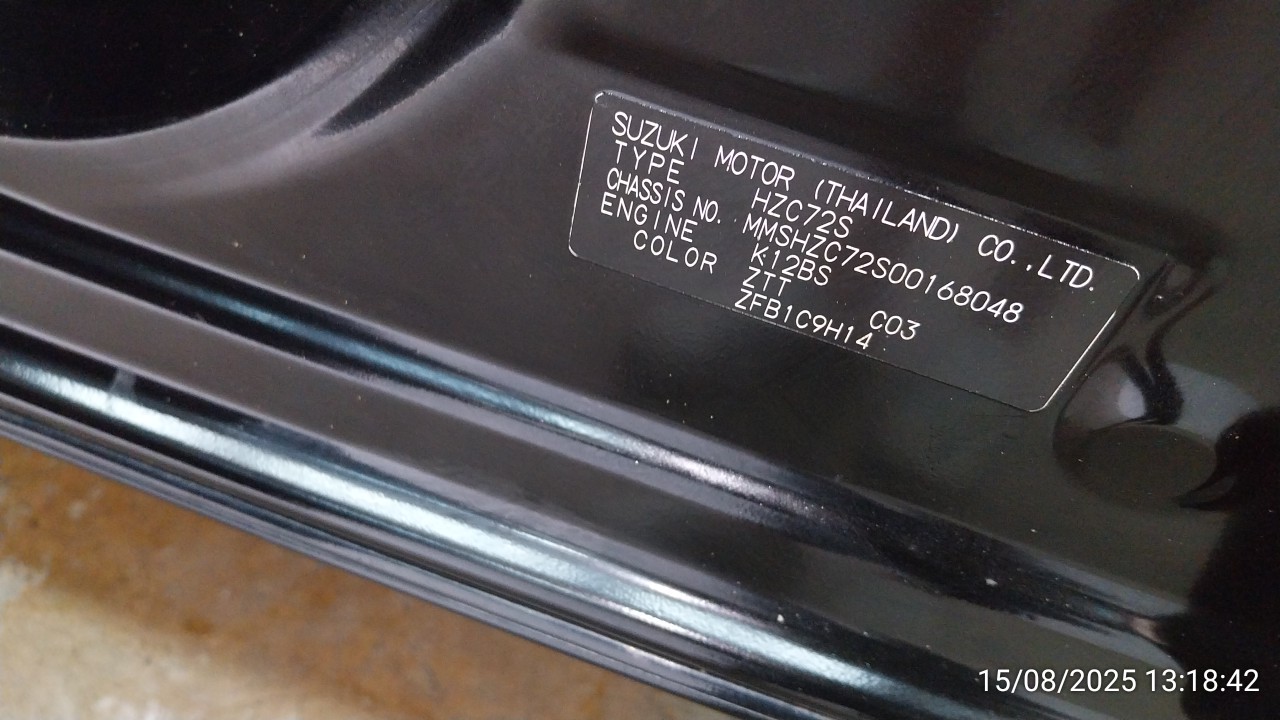 SUZUKI MOTOR (THAILAND) CO.,LTD.
TYPE HZC72S
CHASSIS NO. MMSHZC72S00168048
ENGINE K12BS
COLOR ZTT C03
ZFB1C9H14
15/08/2025 13:18:42